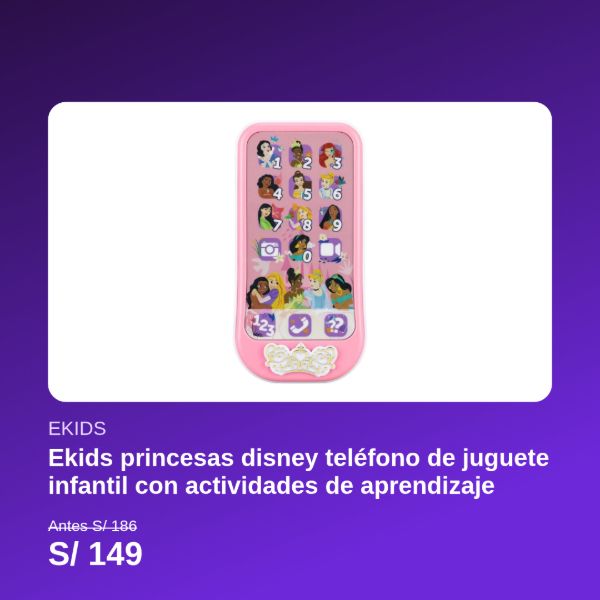 1 2 3
4 5 6
7 8 9
0
123 ??
EKIDS
Ekids princesas disney teléfono de juguete
infantil con actividades de aprendizaje
Antes S/ 186
S/ 149